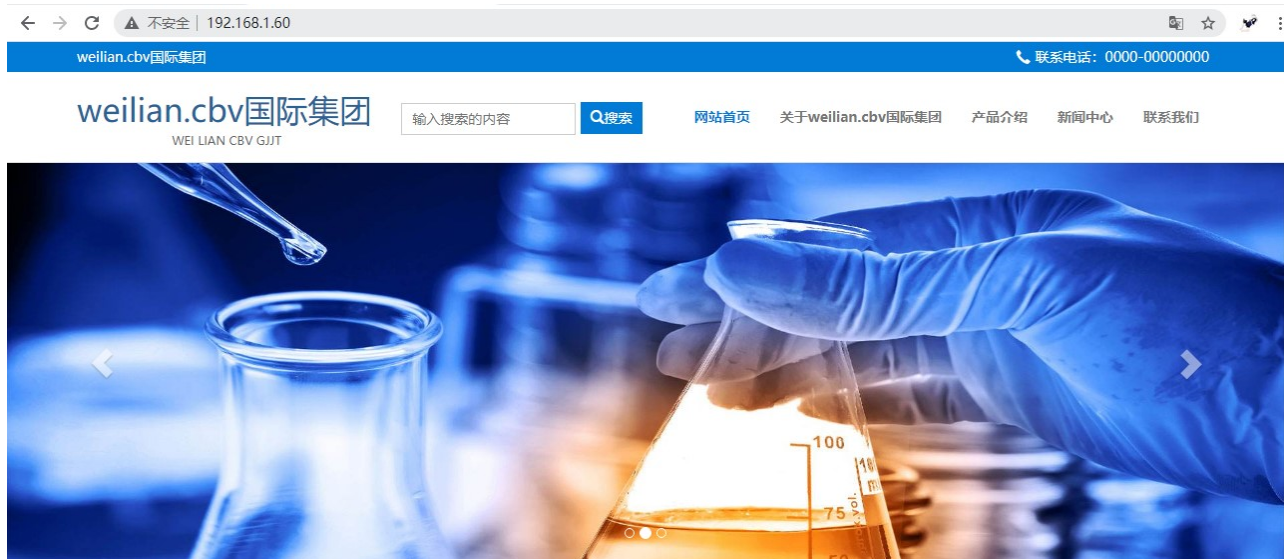 不安全 | 192.168.1.60
weilian.cbv国际集团
联系电话：0000-00000000
weilian.cbv国际集团
WEI LIAN CBV GJJT
输入搜索的内容
搜索
网站首页 关于weilian.cbv国际集团 产品介绍 新闻中心 联系我们
100
75